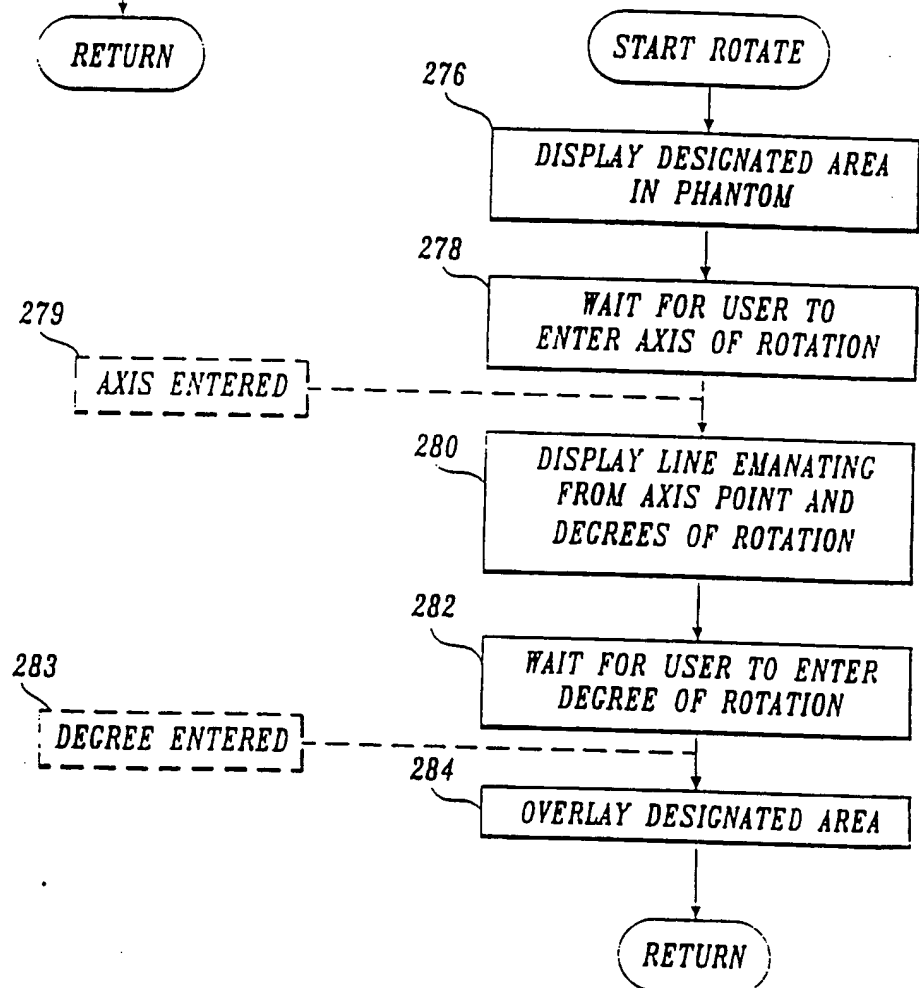 RETURN
START ROTATE
276
DISPLAY DESIGNATED AREA
IN PHANTOM
278
WAIT FOR USER TO
ENTER AXIS OF ROTATION
279
AXIS ENTERED
280
DISPLAY LINE EMANATING
FROM AXIS POINT AND
DEGREES OF ROTATION
282
WAIT FOR USER TO ENTER
DEGREE OF ROTATION
283
DEGREE ENTERED
284
OVERLAY DESIGNATED AREA
RETURN